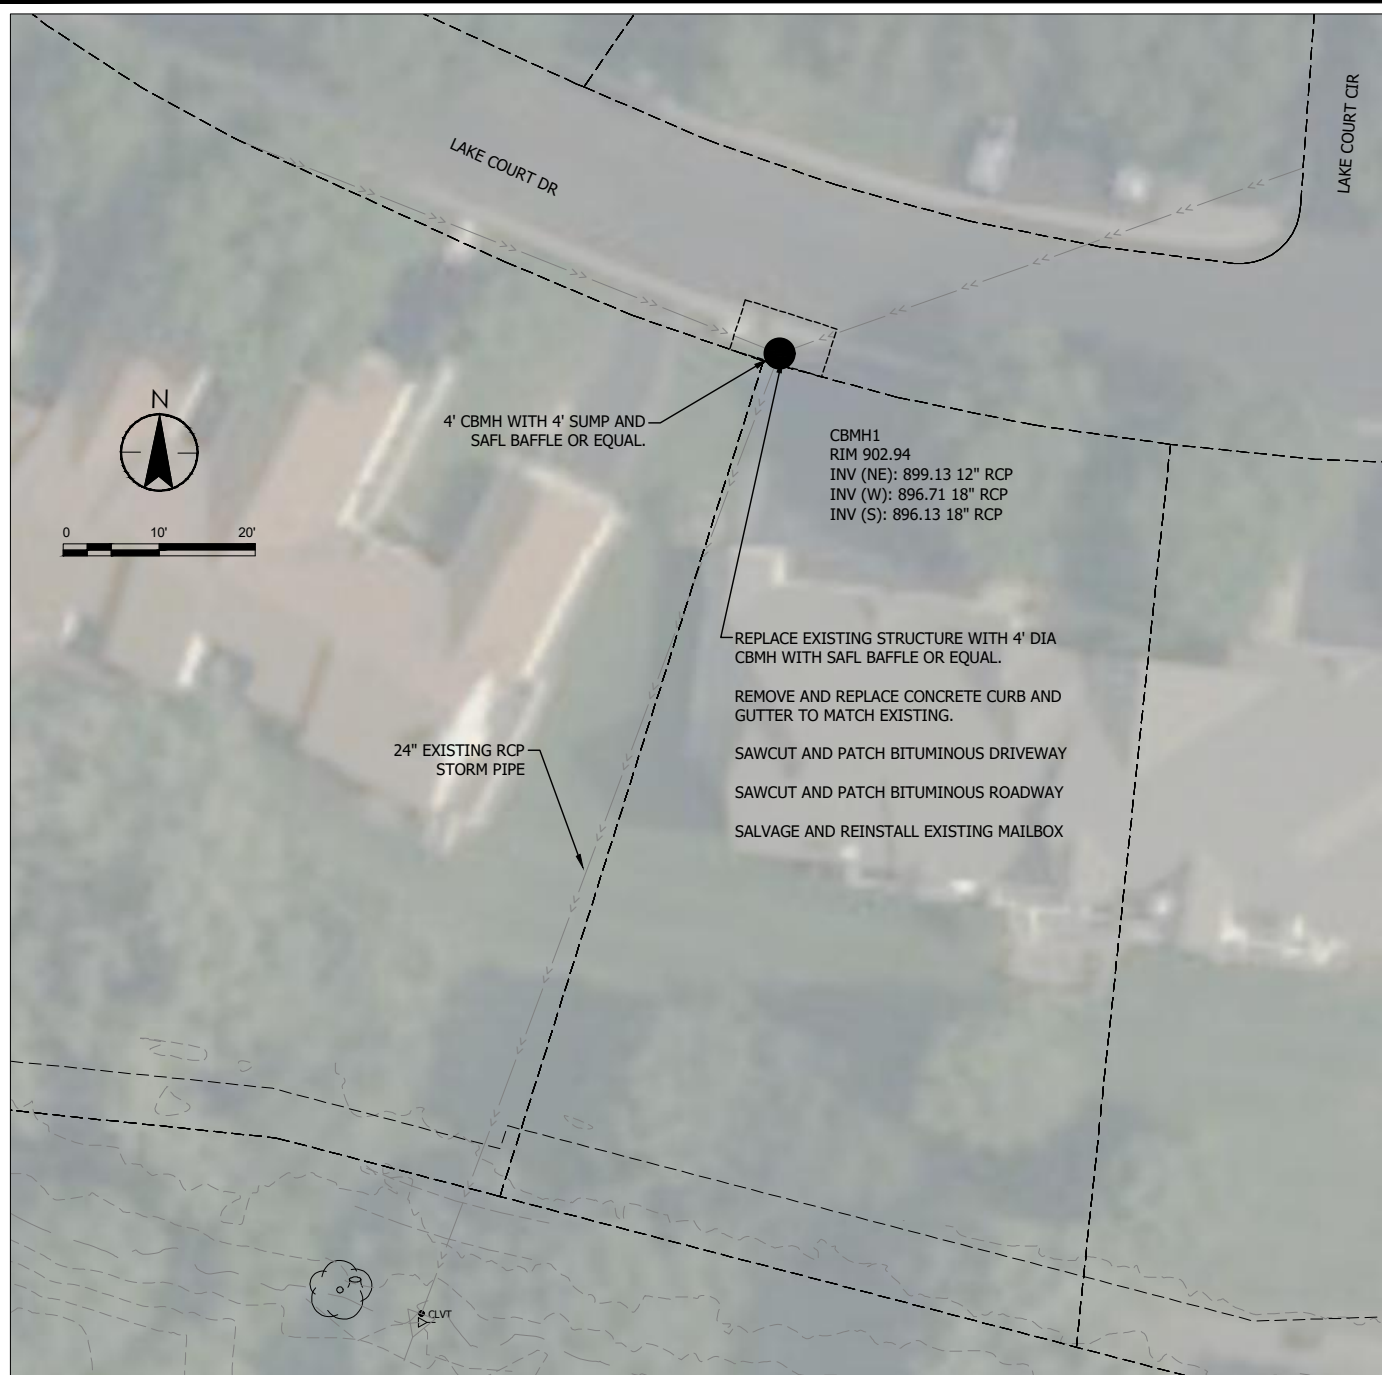 LAKE COURT DR
LAKE COURT CIR
N
0 10' 20'
4' CBMH WITH 4' SUMP AND
SAFL BAFFLE OR EQUAL.
CBMH1
RIM 902.94
INV (NE): 899.13 12" RCP
INV (W): 896.71 18" RCP
INV (S): 896.13 18" RCP
REPLACE EXISTING STRUCTURE WITH 4' DIA
CBMH WITH SAFL BAFFLE OR EQUAL.
REMOVE AND REPLACE CONCRETE CURB AND
GUTTER TO MATCH EXISTING.
SAWCUT AND PATCH BITUMINOUS DRIVEWAY
SAWCUT AND PATCH BITUMINOUS ROADWAY
SALVAGE AND REINSTALL EXISTING MAILBOX
24" EXISTING RCP
STORM PIPE
CLVT